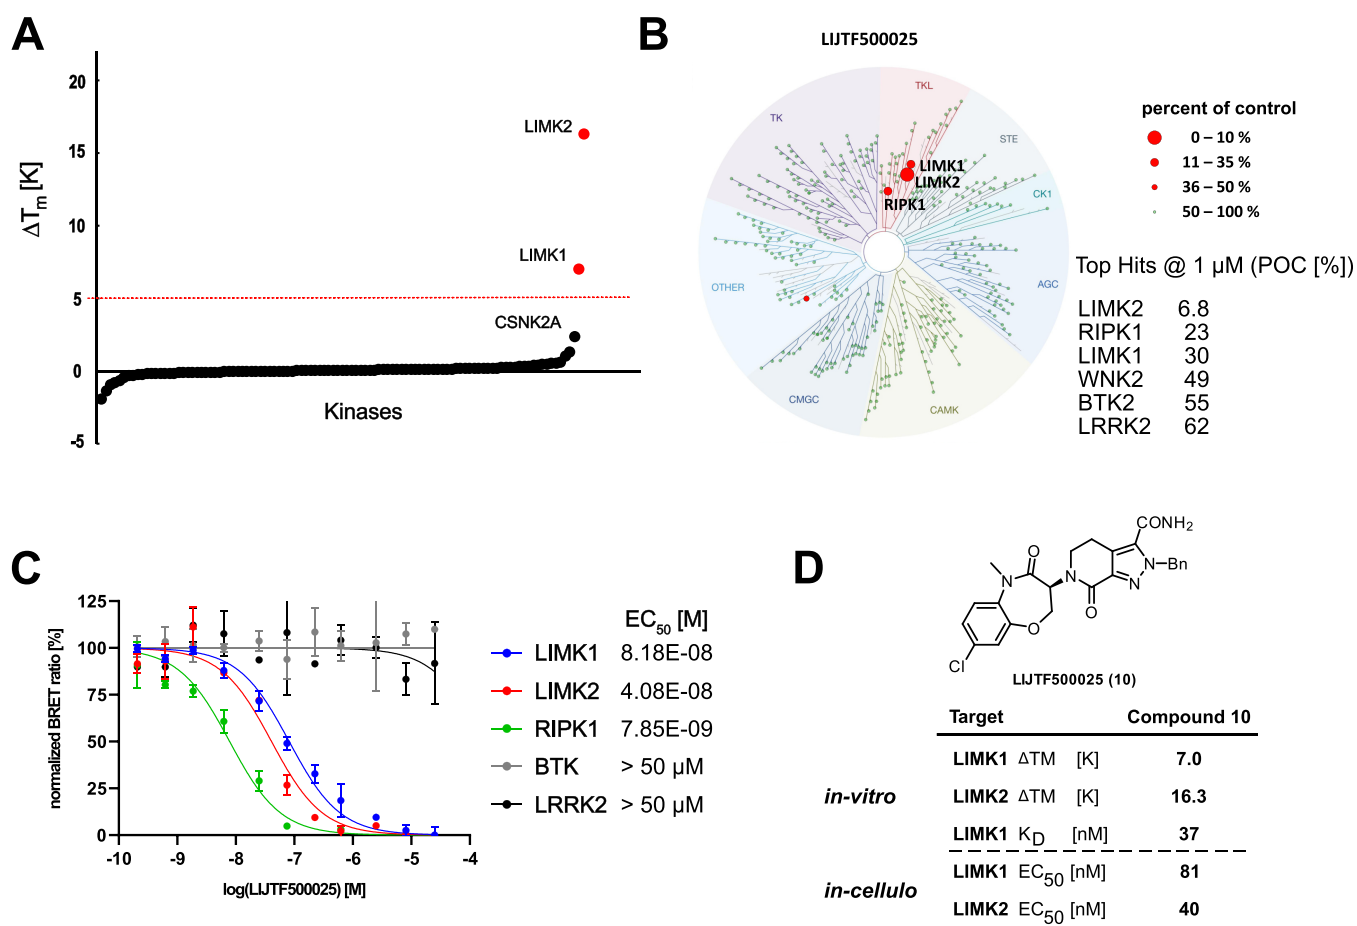 A
ΔTm [K]
20
15
10
5
0
-5
LIMK2
LIMK1
CSNK2A
Kinases
B
LIJTF500025
TKL
TK
STE
CK1
AGC
CAMK
CMGC
OTHER
LIMK1
LIMK2
RIPK1
percent of control
0 – 10 %
11 – 35 %
36 – 50 %
50 – 100 %
Top Hits @ 1 µM (POC [%])
LIMK2 6.8
RIPK1 23
LIMK1 30
WNK2 49
BTK2 55
LRRK2 62
C
normalized BRET ratio [%]
125
100
75
50
25
0
-10 -9 -8 -7 -6 -5 -4
log(LIJTF500025) [M]
EC50 [M]
LIMK1 8.18E-08
LIMK2 4.08E-08
RIPK1 7.85E-09
BTK > 50 µM
LRRK2 > 50 µM
D
CONH2
N
O
N
O
N
N
Bn
O
Cl
LIJTF500025 (10)
Target Compound 10
in-vitro
LIMK1 ΔTM [K] 7.0
LIMK2 ΔTM [K] 16.3
LIMK1 KD [nM] 37
in-cellulo
LIMK1 EC50 [nM] 81
LIMK2 EC50 [nM] 40